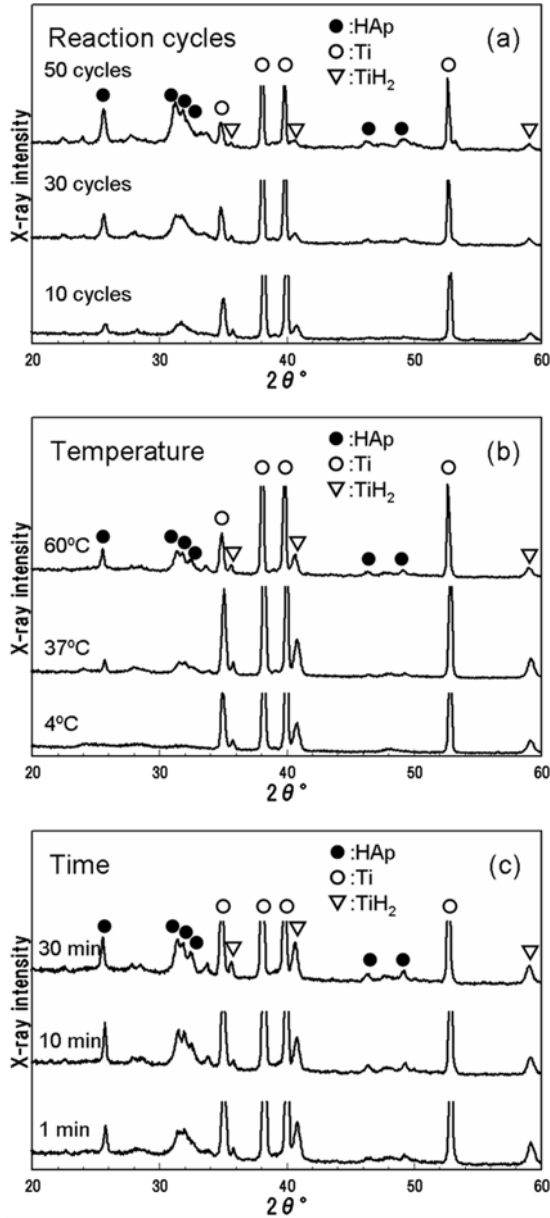 Reaction cycles
(a)
●:HAp
○:Ti
▽:TiH2
50 cycles
30 cycles
10 cycles
X-ray intensity
20 30 40 50 60
2θ°
Temperature
(b)
●:HAp
○:Ti
▽:TiH2
60ºC
37ºC
4ºC
X-ray intensity
20 30 40 50 60
2θ°
Time
(c)
●:HAp
○:Ti
▽:TiH2
30 min
10 min
1 min
X-ray intensity
20 30 40 50 60
2θ°